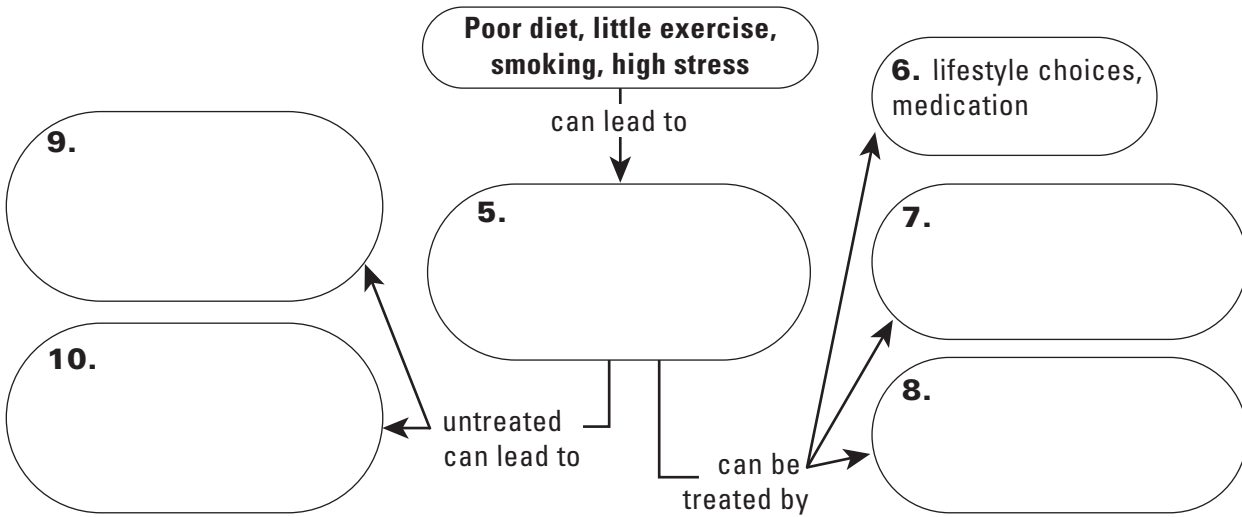 Poor diet, little exercise,
smoking, high stress
can lead to
5.
6. lifestyle choices,
medication
7.
8.
9.
10.
untreated
can lead to
can be
treated by